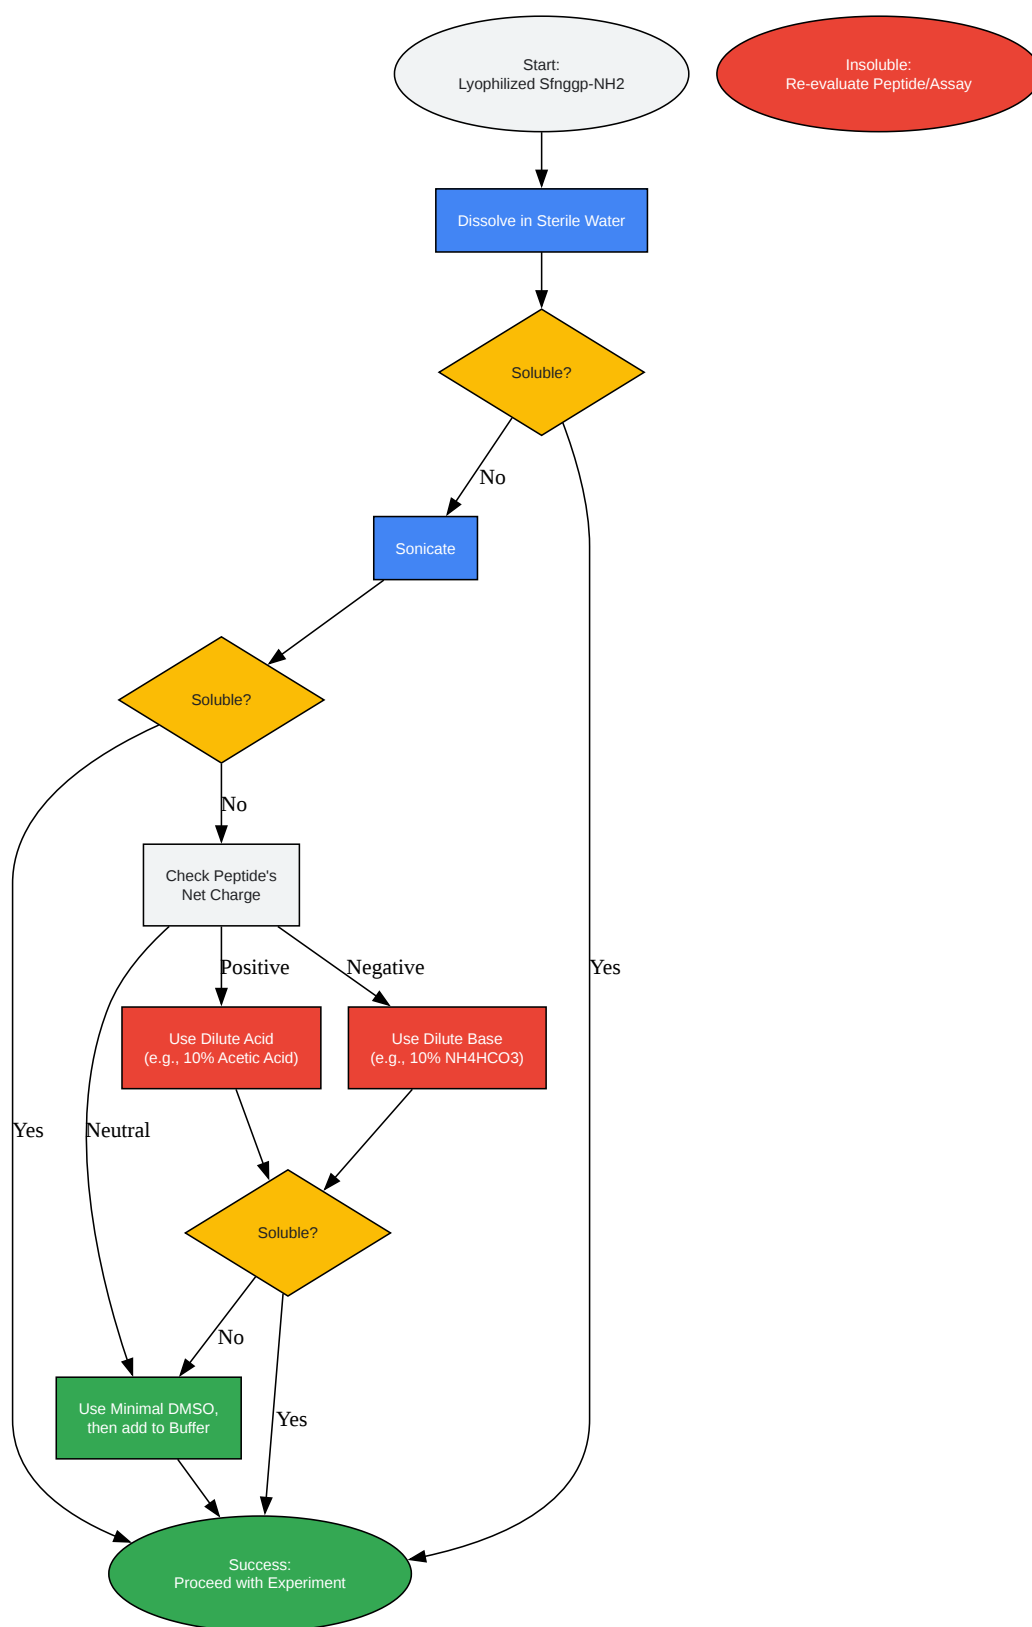 Start:
Lyophilized Sfnggp-NH2
Insoluble:
Re-evaluate Peptide/Assay
Dissolve in Sterile Water
Soluble?
No
Sonicate
Soluble?
No
Check Peptide's
Net Charge
Positive
Negative
Yes
Use Dilute Acid
(e.g., 10% Acetic Acid)
Use Dilute Base
(e.g., 10% NH4HCO3)
Yes
Neutral
Soluble?
No
Use Minimal DMSO,
then add to Buffer
Yes
Success:
Proceed with Experiment